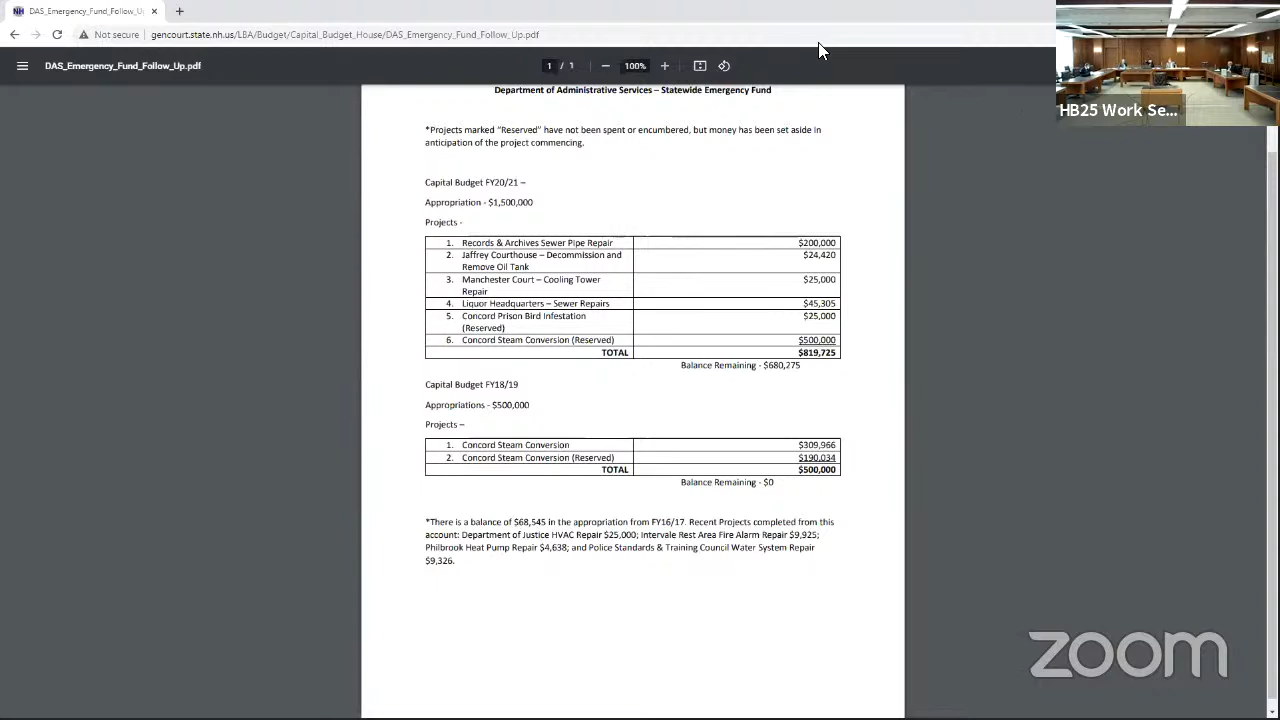 DAS_Emergency_Fund_Follow_Up
Not secure | gencourt.state.nh.us/LBA/Budget/Capital_Budget DAS_Emergency_Fund_Follow_Up.pdf
DAS_Emergency_Fund_Follow_Up.pdf
1 / 1
100%
HB25 Work Se...
Department of Administrative Services – Statewide Emergency Fund
*Projects marked “Reserved” have not been spent or encumbered, but money has been set aside in
anticipation of the project commencing.
Capital Budget FY20/21 –
Appropriation - $1,500,000
Projects -
1. Records & Archives Sewer Pipe Repair $200,000
2. Jaffrey Courthouse – Decommission and $24,420
Remove Oil Tank
3. Manchester Court – Cooling Tower $25,000
Repair
4. Liquor Headquarters – Sewer Repairs $45,305
5. Concord Prison Bird Infestation $25,000
(Reserved)
6. Concord Steam Conversion (Reserved) $500,000
TOTAL $819,725
Balance Remaining - $680,275
Capital Budget FY18/19
Appropriations - $500,000
Projects –
1. Concord Steam Conversion $309,966
2. Concord Steam Conversion (Reserved) $190,034
TOTAL $500,000
Balance Remaining - $0
*There is a balance of $68,545 in the appropriation from FY16/17. Recent Projects completed from this
account: Department of Justice HVAC Repair $25,000; Intervale Rest Area Fire Alarm Repair $9,925;
Philbrook Heat Pump Repair $4,638; and Police Standards & Training Council Water System Repair
$9,326.
zoom